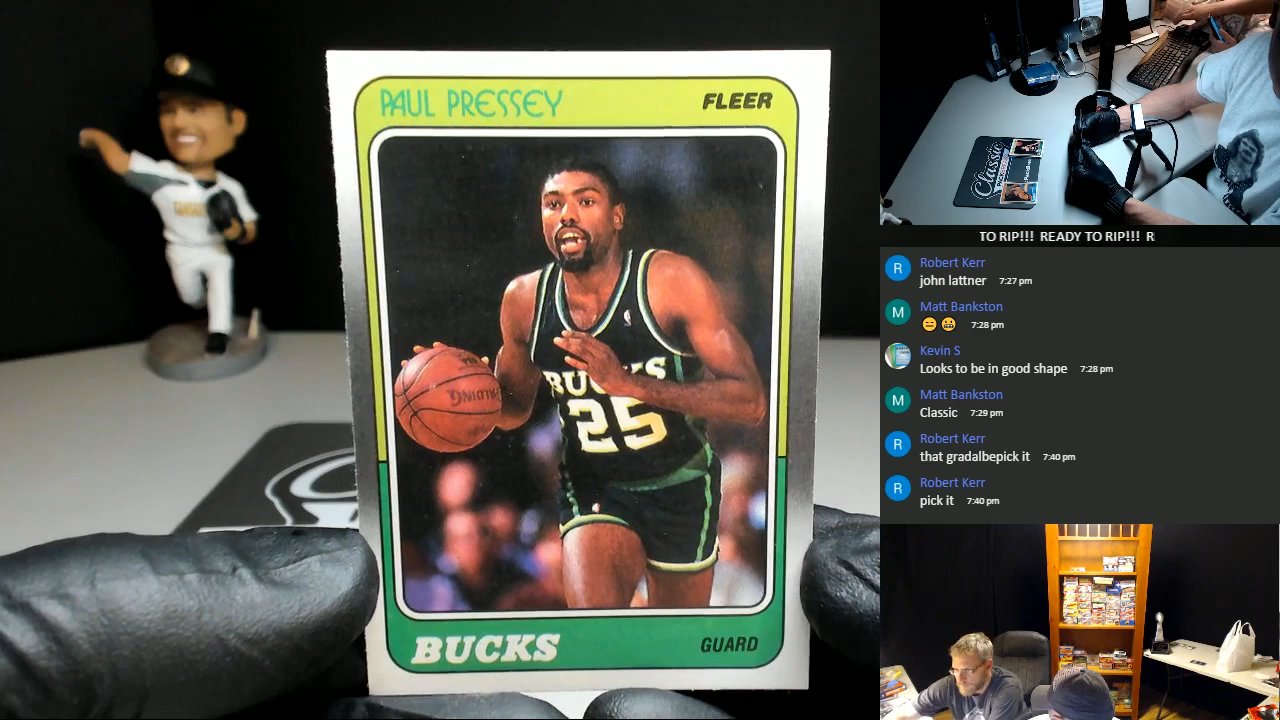 PAUL PRESSEY
FLEER
BUCKS
25
BUCKS
GUARD
Classic
TO RIP!!! READY TO RIP!!! R
R
Robert Kerr
john lattner 7:27 pm
M
Matt Bankston
😑 😬 7:28 pm
Kevin S
Looks to be in good shape 7:28 pm
M
Matt Bankston
Classic 7:29 pm
R
Robert Kerr
that gradalbepick it 7:40 pm
R
Robert Kerr
pick it 7:40 pm